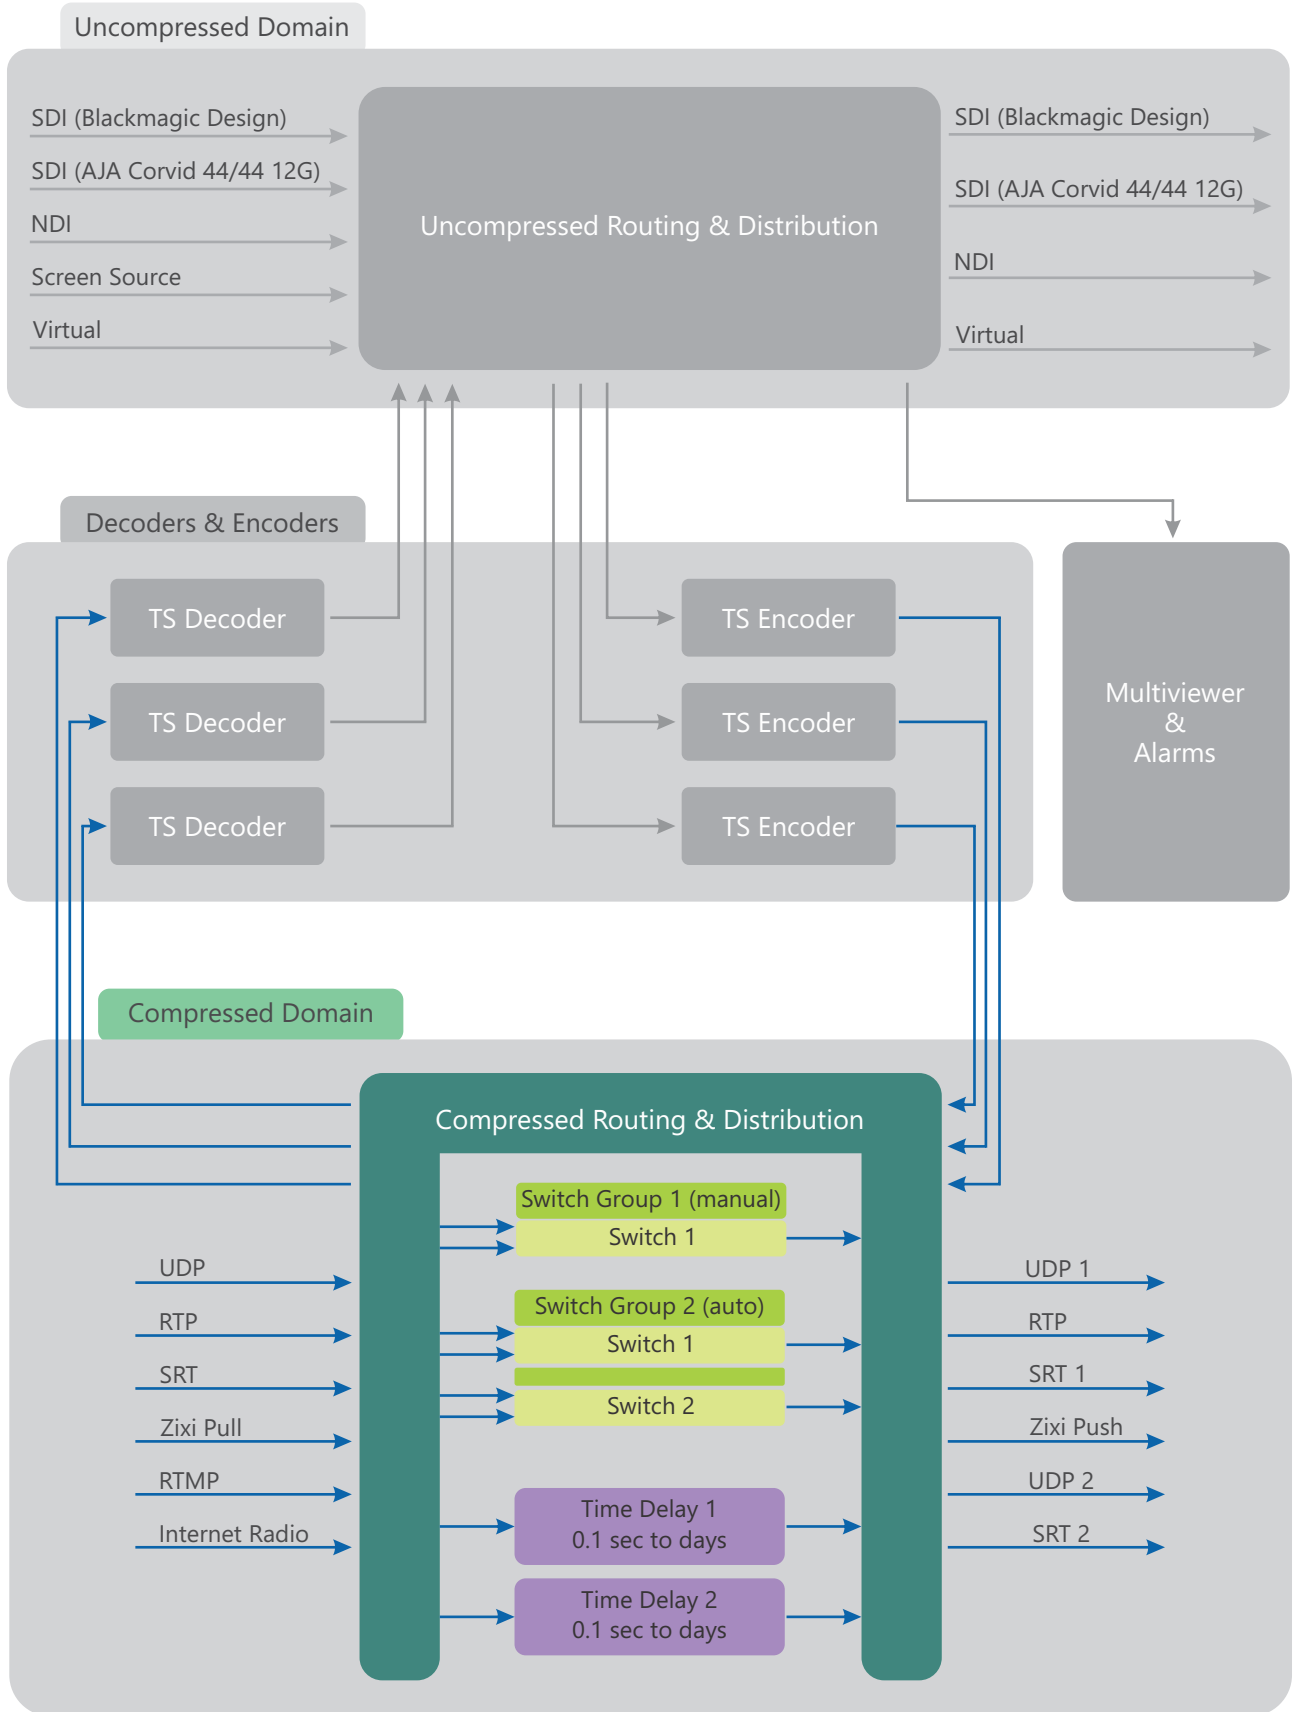 Uncompressed Domain
SDI (Blackmagic Design)
SDI (AJA Corvid 44/44 12G)
NDI
Screen Source
Virtual
Uncompressed Routing & Distribution
SDI (Blackmagic Design)
SDI (AJA Corvid 44/44 12G)
NDI
Virtual
Decoders & Encoders
TS Decoder
TS Decoder
TS Decoder
TS Encoder
TS Encoder
TS Encoder
Multiviewer
&
Alarms
Compressed Domain
Compressed Routing & Distribution
UDP
RTP
SRT
Zixi Pull
RTMP
Internet Radio
Switch Group 1 (manual)
Switch 1
Switch Group 2 (auto)
Switch 1
Switch 2
Time Delay 1
0.1 sec to days
Time Delay 2
0.1 sec to days
UDP 1
RTP
SRT 1
Zixi Push
UDP 2
SRT 2